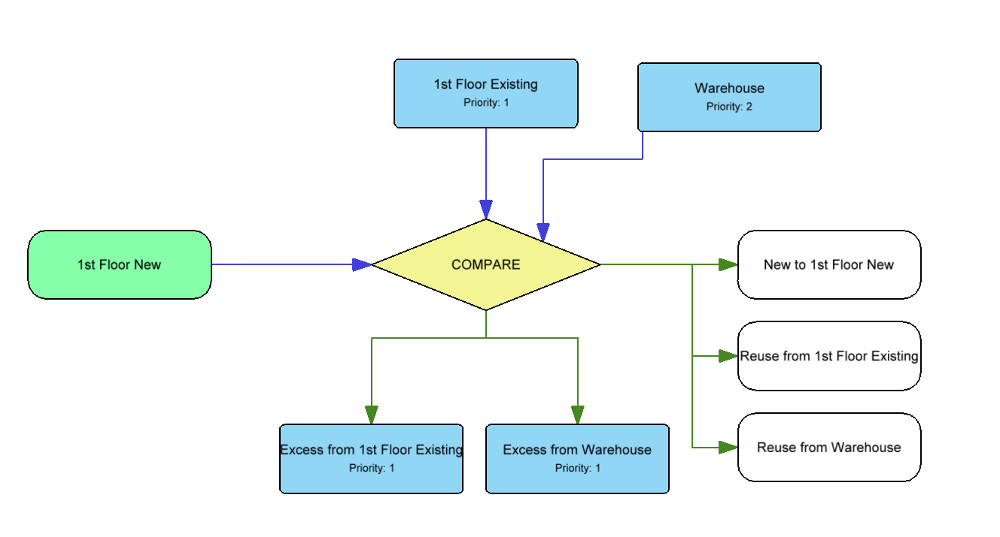 1st Floor Existing
Priority: 1
Warehouse
Priority: 2
1st Floor New
COMPARE
New to 1st Floor New
Reuse from 1st Floor Existing
Reuse from Warehouse
Excess from 1st Floor Existing
Priority: 1
Excess from Warehouse
Priority: 1